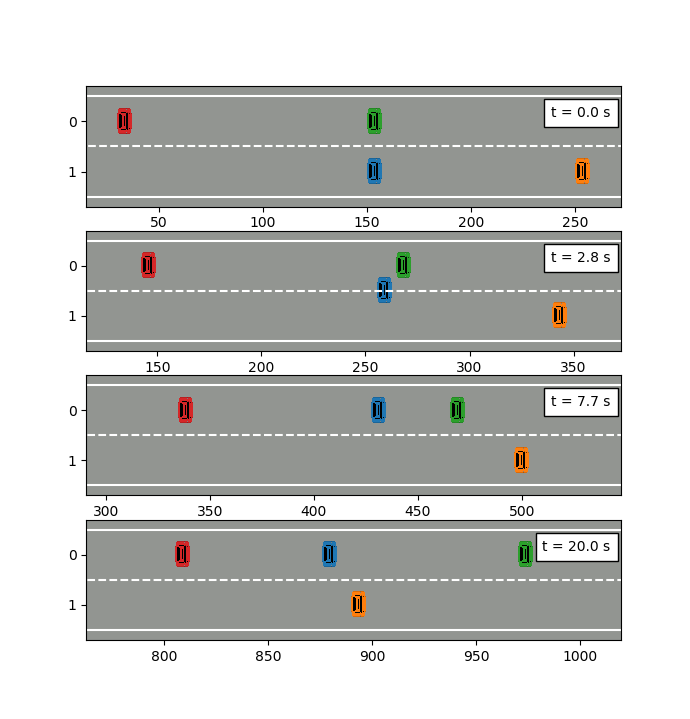 t = 0.0 s
0
1
50 100 150 200 250
t = 2.8 s
0
1
150 200 250 300 350
t = 7.7 s
0
1
300 350 400 450 500
t = 20.0 s
0
1
800 850 900 950 1000